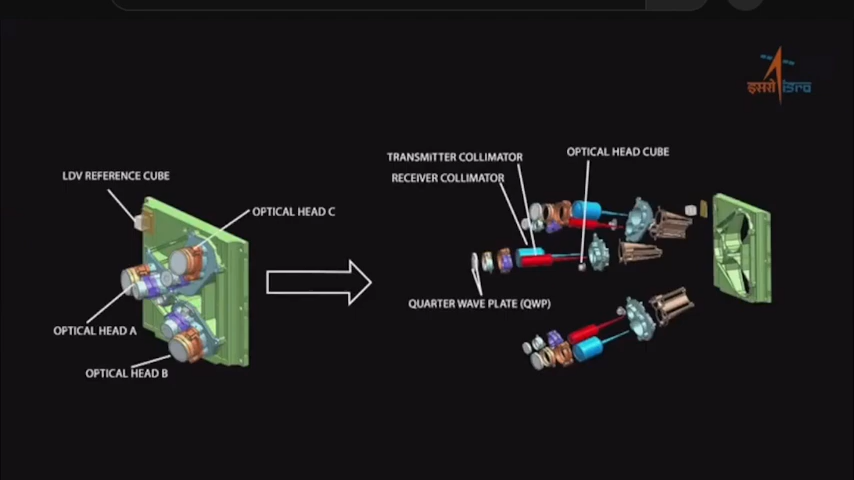 इसरो isro
TRANSMITTER COLLIMATOR
OPTICAL HEAD CUBE
LDV REFERENCE CUBE
RECEIVER COLLIMATOR
OPTICAL HEAD C
QUARTER WAVE PLATE (QWP)
OPTICAL HEAD A
OPTICAL HEAD B